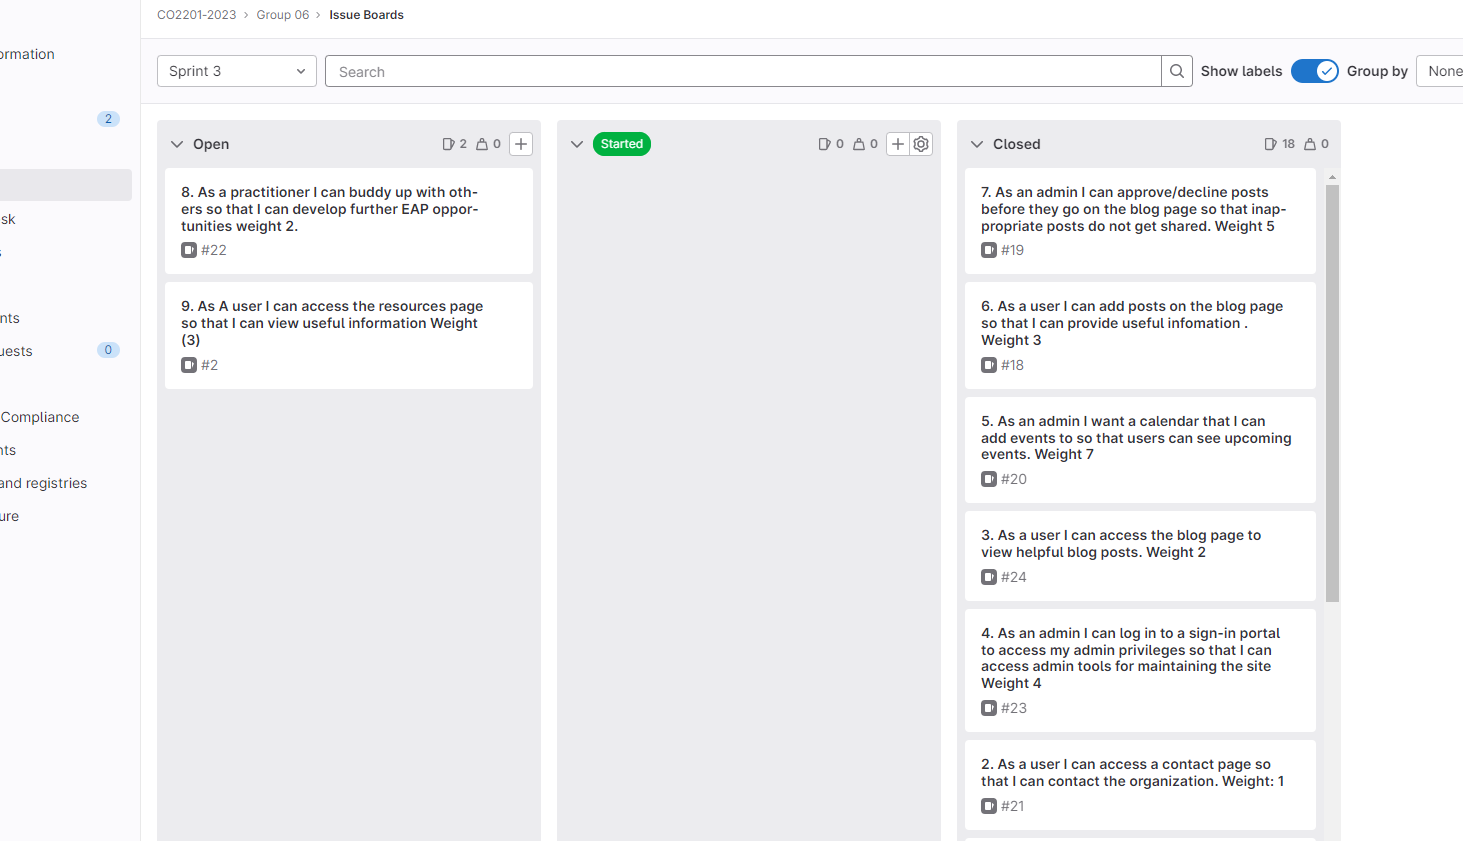 CO2201-2023 › Group 06 › Issue Boards
ormation
2
sk
s
nts
uests 0
Compliance
nts
and registries
ure
Sprint 3
Search
Show labels
Group by
None
Open 2 0
8. As a practitioner I can buddy up with oth-
ers so that I can develop further EAP oppor-
tunities weight 2.
#22
9. As A user I can access the resources page
so that I can view useful information Weight
(3)
#2
Started 0 0
Closed 18 0
7. As an admin I can approve/decline posts
before they go on the blog page so that inap-
propriate posts do not get shared. Weight 5
#19
6. As a user I can add posts on the blog page
so that I can provide useful infomation .
Weight 3
#18
5. As an admin I want a calendar that I can
add events to so that users can see upcoming
events. Weight 7
#20
3. As a user I can access the blog page to
view helpful blog posts. Weight 2
#24
4. As an admin I can log in to a sign-in portal
to access my admin privileges so that I can
access admin tools for maintaining the site
Weight 4
#23
2. As a user I can access a contact page so
that I can contact the organization. Weight: 1
#21